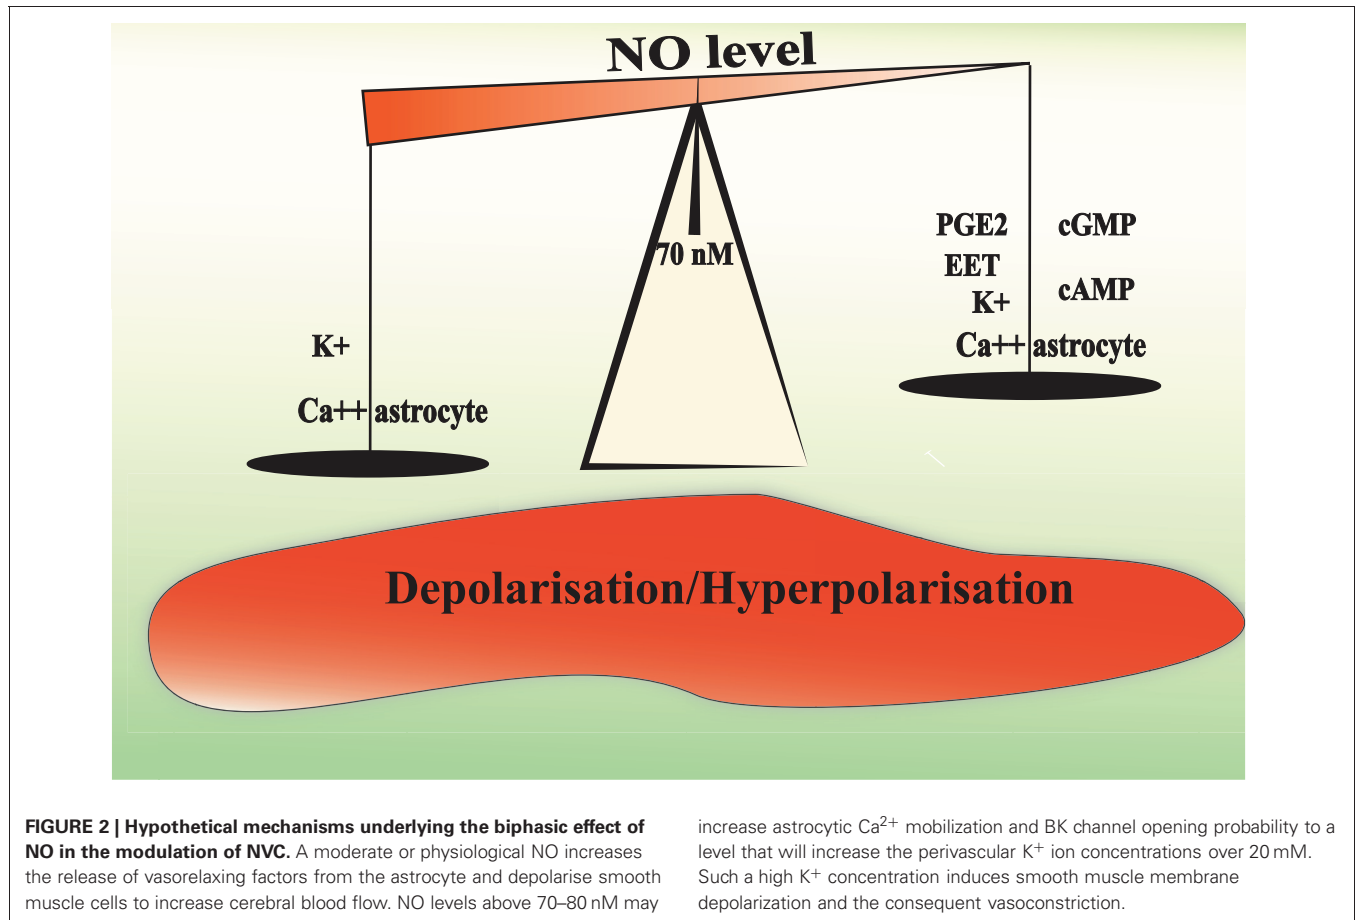 NO level
70 nM
PGE2 cGMP
EET
cAMP
K+
Ca++ astrocyte
K+
Ca++ astrocyte
Depolarisation/Hyperpolarisation
FIGURE 2 | Hypothetical mechanisms underlying the biphasic effect of
NO in the modulation of NVC. A moderate or physiological NO increases
the release of vasorelaxing factors from the astrocyte and depolarise smooth
muscle cells to increase cerebral blood flow. NO levels above 70–80 nM may
increase astrocytic Ca²⁺ mobilization and BK channel opening probability to a
level that will increase the perivascular K⁺ ion concentrations over 20 mM.
Such a high K⁺ concentration induces smooth muscle membrane
depolarization and the consequent vasoconstriction.